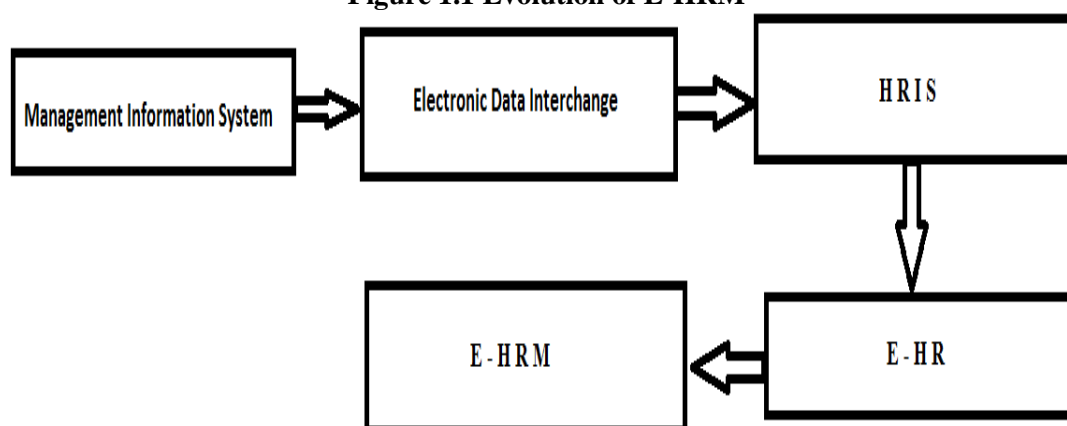 Figure 1.1 Evolution of E-HRM
Management Information System
Electronic Data Interchange
HRIS
E-HR
E-HRM